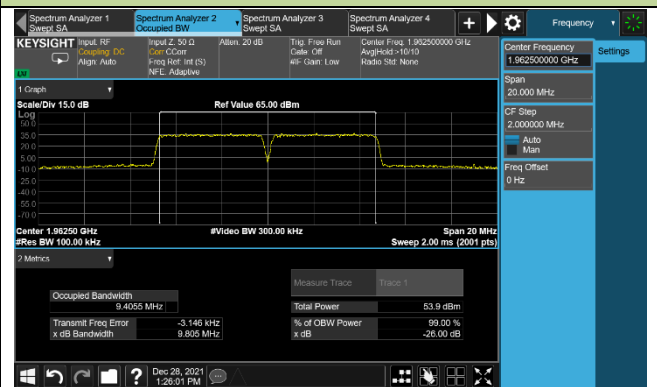 Spectrum Analyzer 1
Swept SA
Spectrum Analyzer 2
Occupied BW
Spectrum Analyzer 3
Swept SA
Spectrum Analyzer 4
Swept SA
+
Frequency
KEYSIGHT
Input: RF
Coupling: DC
Align: Auto
Input Z: 50 Ω
Corr CCorr
Freq Ref: Int (S)
NFE: Adaptive
Atten: 20 dB
Trig: Free Run
Gate: Off
#IF Gain: Low
Center Freq: 1.962500000 GHz
Avg|Hold:>10/10
Radio Std: None
Center Frequency
1.962500000 GHz
Settings
Span
20.000 MHz
CF Step
2.000000 MHz
Auto
Man
Freq Offset
0 Hz
1 Graph
Scale/Div 15.0 dB
Ref Value 65.00 dBm
Log
50.0
35.0
20.0
5.00
-10.0
-25.0
-40.0
-55.0
-70.0
Center 1.96250 GHz
#Video BW 300.00 kHz
Span 20 MHz
#Res BW 100.00 kHz
Sweep 2.00 ms (2001 pts)
2 Metrics
Measure Trace
Trace 1
Occupied Bandwidth
9.4055 MHz
Total Power
53.9 dBm
Transmit Freq Error
-3.146 kHz
% of OBW Power
99.00 %
x dB Bandwidth
9.805 MHz
x dB
-26.00 dB
?
Dec 28, 2021
1:26:01 PM